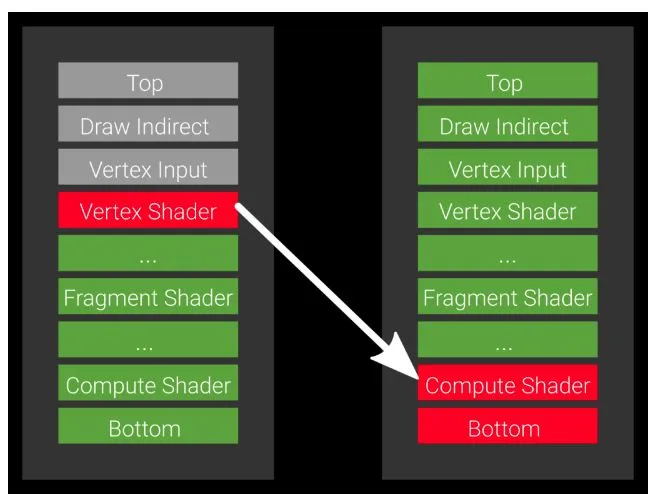 Top
Draw Indirect
Vertex Input
Vertex Shader
...
Fragment Shader
...
Compute Shader
Bottom
Top
Draw Indirect
Vertex Input
Vertex Shader
...
Fragment Shader
...
Compute Shader
Bottom